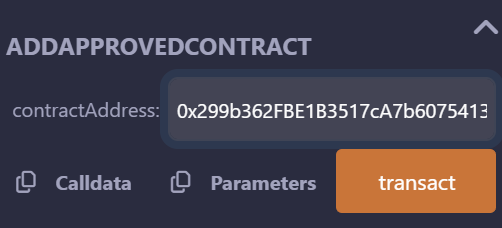 ADDAPPROVEDCONTRACT
contractAddress: 0x299b362FBE1B3517cA7b6075413
Calldata Parameters transact